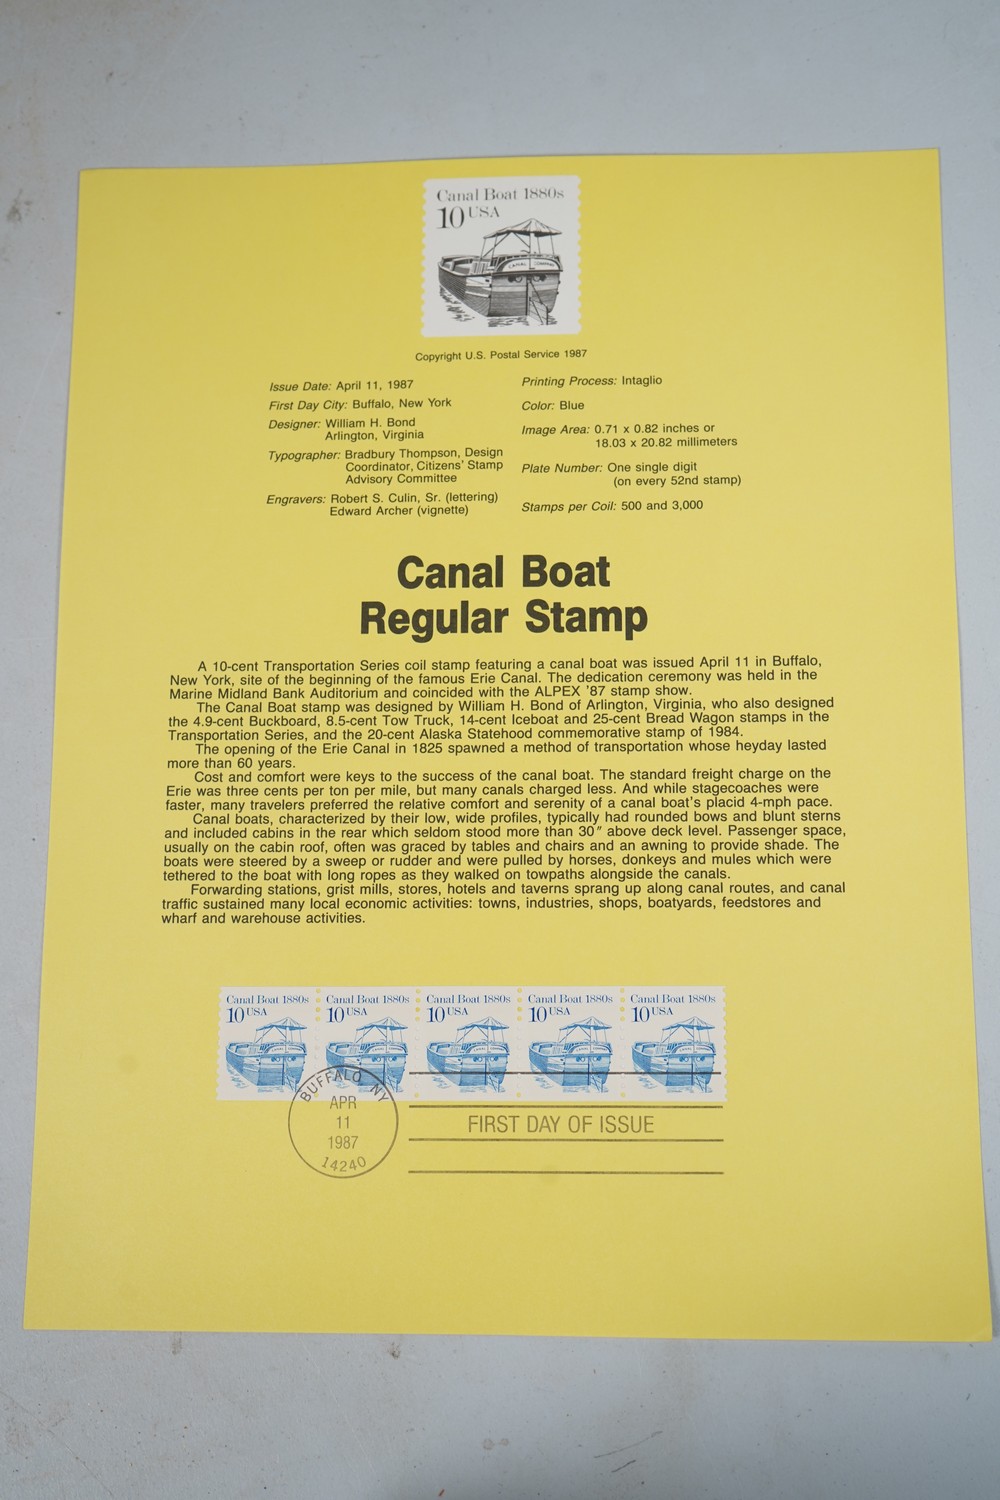 Canal Boat 1880s
10 USA
CANAL
Copyright U.S. Postal Service 1987
Issue Date: April 11, 1987
First Day City: Buffalo, New York
Designer: William H. Bond
Arlington, Virginia
Typographer: Bradbury Thompson, Design
Coordinator, Citizens' Stamp
Advisory Committee
Engravers: Robert S. Culin, Sr. (lettering)
Edward Archer (vignette)
Printing Process: Intaglio
Color: Blue
Image Area: 0.71 x 0.82 inches or
18.03 x 20.82 millimeters
Plate Number: One single digit
(on every 52nd stamp)
Stamps per Coil: 500 and 3,000
Canal Boat
Regular Stamp
A 10-cent Transportation Series coil stamp featuring a canal boat was issued April 11 in Buffalo,
New York, site of the beginning of the famous Erie Canal. The dedication ceremony was held in the
Marine Midland Bank Auditorium and coincided with the ALPEX '87 stamp show.
The Canal Boat stamp was designed by William H. Bond of Arlington, Virginia, who also designed
the 4.9-cent Buckboard, 8.5-cent Tow Truck, 14-cent Iceboat and 25-cent Bread Wagon stamps in the
Transportation Series, and the 20-cent Alaska Statehood commemorative stamp of 1984.
The opening of the Erie Canal in 1825 spawned a method of transportation whose heyday lasted
more than 60 years.
Cost and comfort were keys to the success of the canal boat. The standard freight charge on the
Erie was three cents per ton per mile, but many canals charged less. And while stagecoaches were
faster, many travelers preferred the relative comfort and serenity of a canal boat's placid 4-mph pace.
Canal boats, characterized by their low, wide profiles, typically had rounded bows and blunt sterns
and included cabins in the rear which seldom stood more than 30″ above deck level. Passenger space,
usually on the cabin roof, often was graced by tables and chairs and an awning to provide shade. The
boats were steered by a sweep or rudder and were pulled by horses, donkeys and mules which were
tethered to the boat with long ropes as they walked on towpaths alongside the canals.
Forwarding stations, grist mills, stores, hotels and taverns sprang up along canal routes, and canal
traffic sustained many local economic activities: towns, industries, shops, boatyards, feedstores and
wharf and warehouse activities.
Canal Boat 1880s Canal Boat 1880s Canal Boat 1880s Canal Boat 1880s Canal Boat 1880s
10 USA 10 USA 10 USA 10 USA 10 USA
BUFFALO NY
APR
11
1987
14240
FIRST DAY OF ISSUE